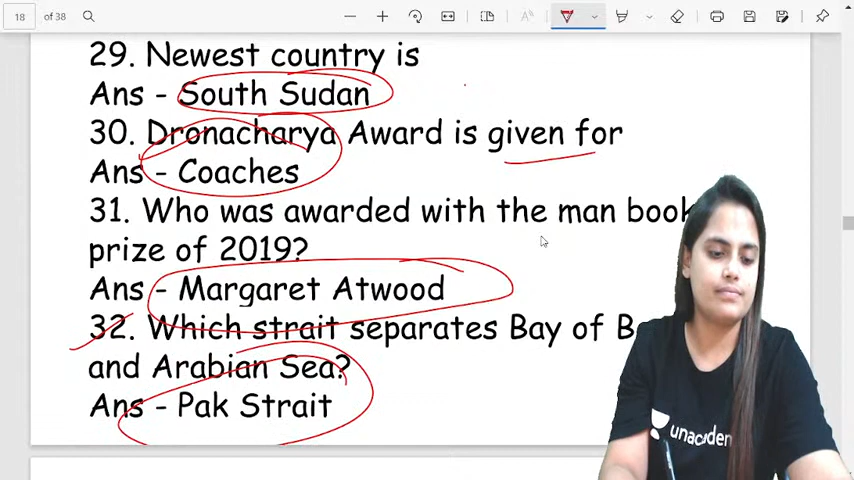 18 of 38
29. Newest country is
Ans - South Sudan
30. Dronacharya Award is given for
Ans - Coaches
31. Who was awarded with the man book
prize of 2019?
Ans - Margaret Atwood
32. Which strait separates Bay of B
and Arabian Sea?
Ans - Pak Strait
unacadem